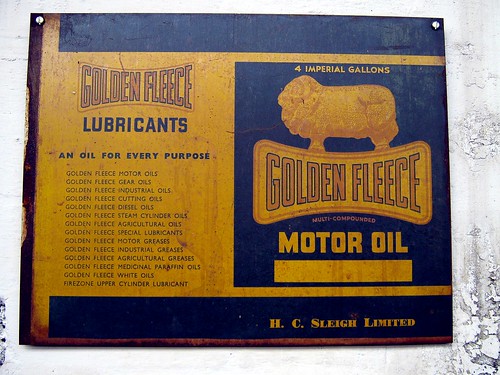 GOLDEN FLEECE
LUBRICANTS
AN OIL FOR EVERY PURPOSE
GOLDEN FLEECE MOTOR OILS
GOLDEN FLEECE GEAR OILS
GOLDEN FLEECE INDUSTRIAL OILS
GOLDEN FLEECE CUTTING OILS
GOLDEN FLEECE DIESEL OILS
GOLDEN FLEECE STEAM CYLINDER OILS
GOLDEN FLEECE AGRICULTURAL OILS
GOLDEN FLEECE SPECIAL LUBRICANTS
GOLDEN FLEECE MOTOR GREASES
GOLDEN FLEECE INDUSTRIAL GREASES
GOLDEN FLEECE AGRICULTURAL GREASES
GOLDEN FLEECE MEDICINAL PARAFFIN OILS
GOLDEN FLEECE WHITE OILS
FIREZONE UPPER CYLINDER LUBRICANT
4 IMPERIAL GALLONS
GOLDEN FLEECE
MULTI-COMPOUNDED
MOTOR OIL
H. C. SLEIGH LIMITED